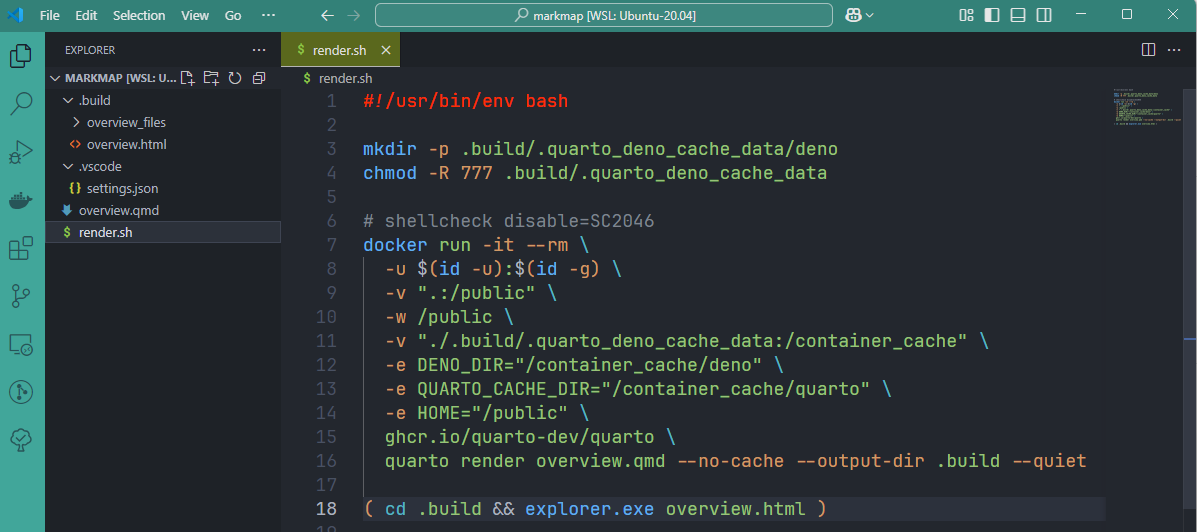 File Edit Selection View Go ···
markmap [WSL: Ubuntu-20.04]
EXPLORER ···
MARKMAP [WSL: U...
.build
overview_files
overview.html
.vscode
settings.json
overview.qmd
render.sh
render.sh
render.sh
1 #!/usr/bin/env bash
2
3 mkdir -p .build/.quarto_deno_cache_data/deno
4 chmod -R 777 .build/.quarto_deno_cache_data
5
6 # shellcheck disable=SC2046
7 docker run -it --rm \
8 -u $(id -u):$(id -g) \
9 -v ".:/public" \
10 -w /public \
11 -v "./.build/.quarto_deno_cache_data:/container_cache" \
12 -e DENO_DIR="/container_cache/deno" \
13 -e QUARTO_CACHE_DIR="/container_cache/quarto" \
14 -e HOME="/public" \
15 ghcr.io/quarto-dev/quarto \
16 quarto render overview.qmd --no-cache --output-dir .build --quiet
17
18 ( cd .build && explorer.exe overview.html )